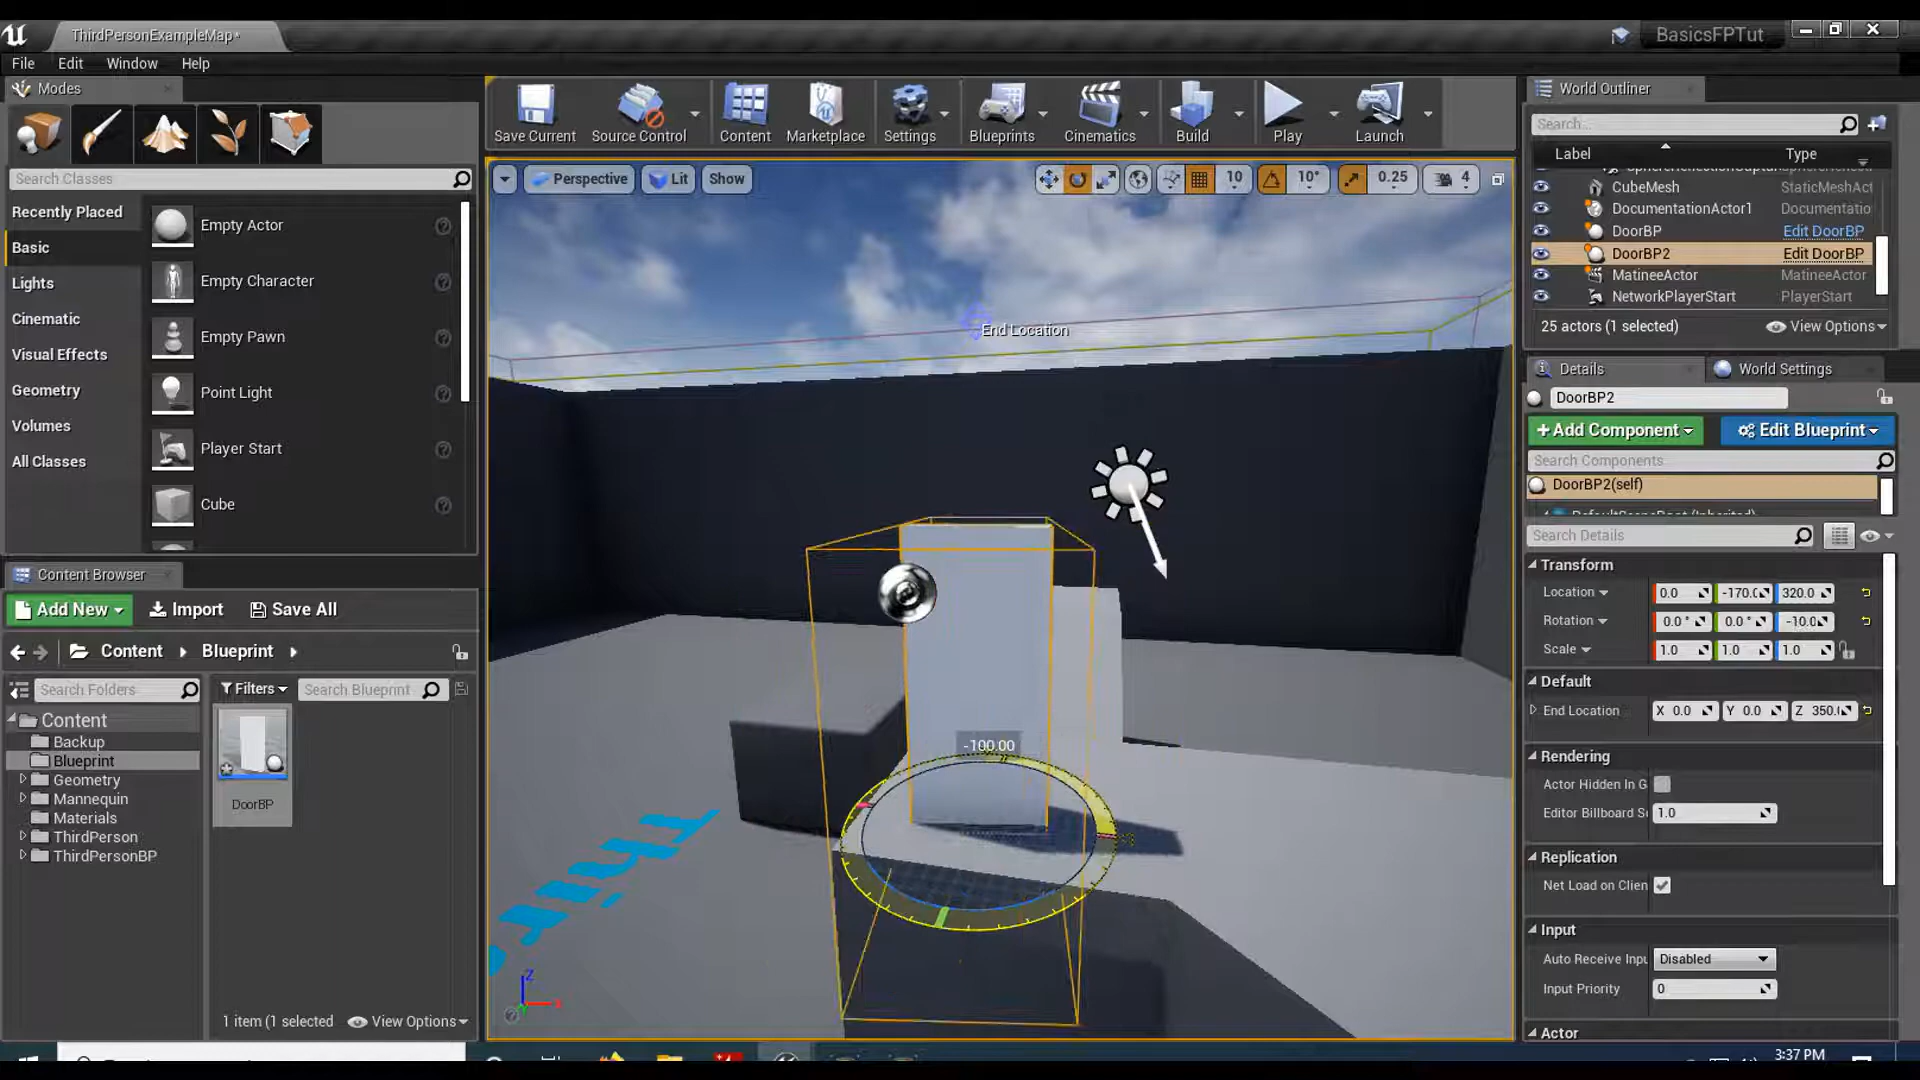 ThirdPersonExampleMap*
BasicsFPTut
File Edit Window Help
Modes
Search Classes
Recently Placed
Basic
Lights
Cinematic
Visual Effects
Geometry
Volumes
All Classes
Empty Actor
Empty Character
Empty Pawn
Point Light
Player Start
Cube
Save Current
Source Control
Content
Marketplace
Settings
Blueprints
Cinematics
Build
Play
Launch
Perspective
Lit
Show
10
10°
0.25
4
End Location
-100.00
Z
World Outliner
Search...
Label
Type
CubeMesh StaticMeshAct
DocumentationActor1 Documentatio
DoorBP Edit DoorBP
DoorBP2 Edit DoorBP
MatineeActor MatineeActor
NetworkPlayerStart PlayerStart
25 actors (1 selected)
View Options
Details
World Settings
DoorBP2
+Add Component
Edit Blueprint
Search Components
DoorBP2(self)
Search Details
Transform
Location 0.0 -170.0 320.0
Rotation 0.0° 0.0° -10.0
Scale 1.0 1.0 1.0
Default
End Location X 0.0 Y 0.0 Z 350.
Rendering
Actor Hidden In G
Editor Billboard S
1.0
Replication
Net Load on Clien
Input
Auto Receive Inpu Disabled
Input Priority 0
Actor
Content Browser
Add New
Import
Save All
Content
Blueprint
Search Folders
Filters
Search Blueprint
Content
Backup
Blueprint
Geometry
Mannequin
Materials
ThirdPerson
ThirdPersonBP
DoorBP
1 item (1 selected
View Options
3:37 PM